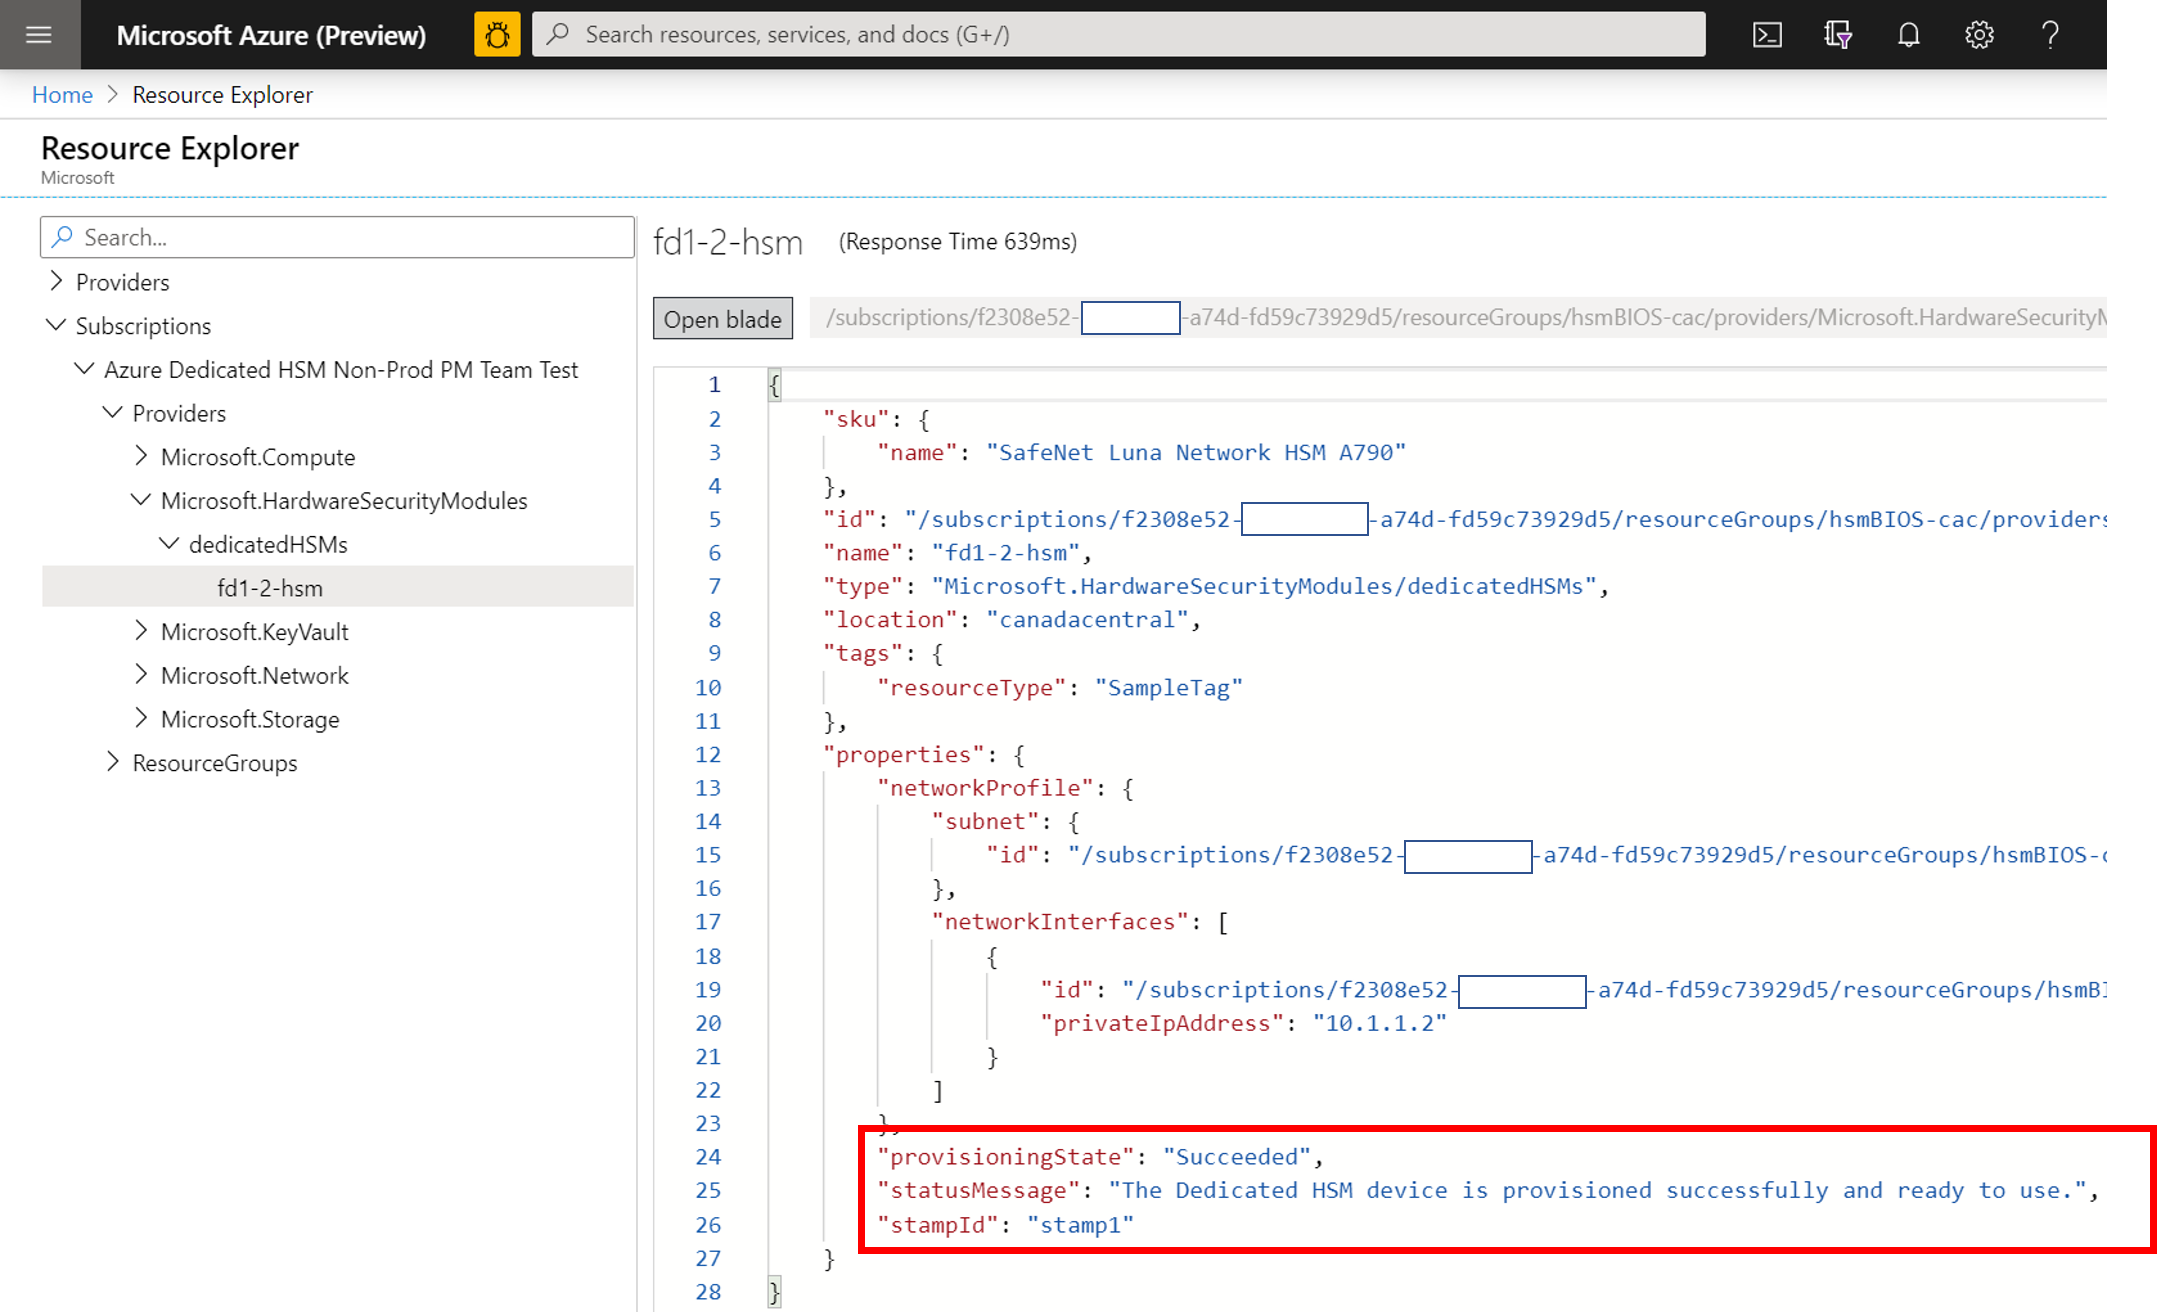 Microsoft Azure (Preview)
Search resources, services, and docs (G+/)
Home > Resource Explorer
Resource Explorer
Microsoft
Search...
Providers
Subscriptions
Azure Dedicated HSM Non-Prod PM Team Test
Providers
Microsoft.Compute
Microsoft.HardwareSecurityModules
dedicatedHSMs
fd1-2-hsm
Microsoft.KeyVault
Microsoft.Network
Microsoft.Storage
ResourceGroups
fd1-2-hsm (Response Time 639ms)
Open blade /subscriptions/f2308e52- -a74d-fd59c73929d5/resourceGroups/hsmBIOS-cac/providers/Microsoft.HardwareSecurity
1 {
2 "sku": {
3 "name": "SafeNet Luna Network HSM A790"
4 },
5 "id": "/subscriptions/f2308e52- -a74d-fd59c73929d5/resourceGroups/hsmBIOS-cac/providers
6 "name": "fd1-2-hsm",
7 "type": "Microsoft.HardwareSecurityModules/dedicatedHSMs",
8 "location": "canadacentral",
9 "tags": {
10 "resourceType": "SampleTag"
11 },
12 "properties": {
13 "networkProfile": {
14 "subnet": {
15 "id": "/subscriptions/f2308e52- -a74d-fd59c73929d5/resourceGroups/hsmBIOS-c
16 },
17 "networkInterfaces": [
18 {
19 "id": "/subscriptions/f2308e52- -a74d-fd59c73929d5/resourceGroups/hsmB
20 "privateIpAddress": "10.1.1.2"
21 }
22 ]
23 },
24 "provisioningState": "Succeeded",
25 "statusMessage": "The Dedicated HSM device is provisioned successfully and ready to use.",
26 "stampId": "stamp1"
27 }
28 }